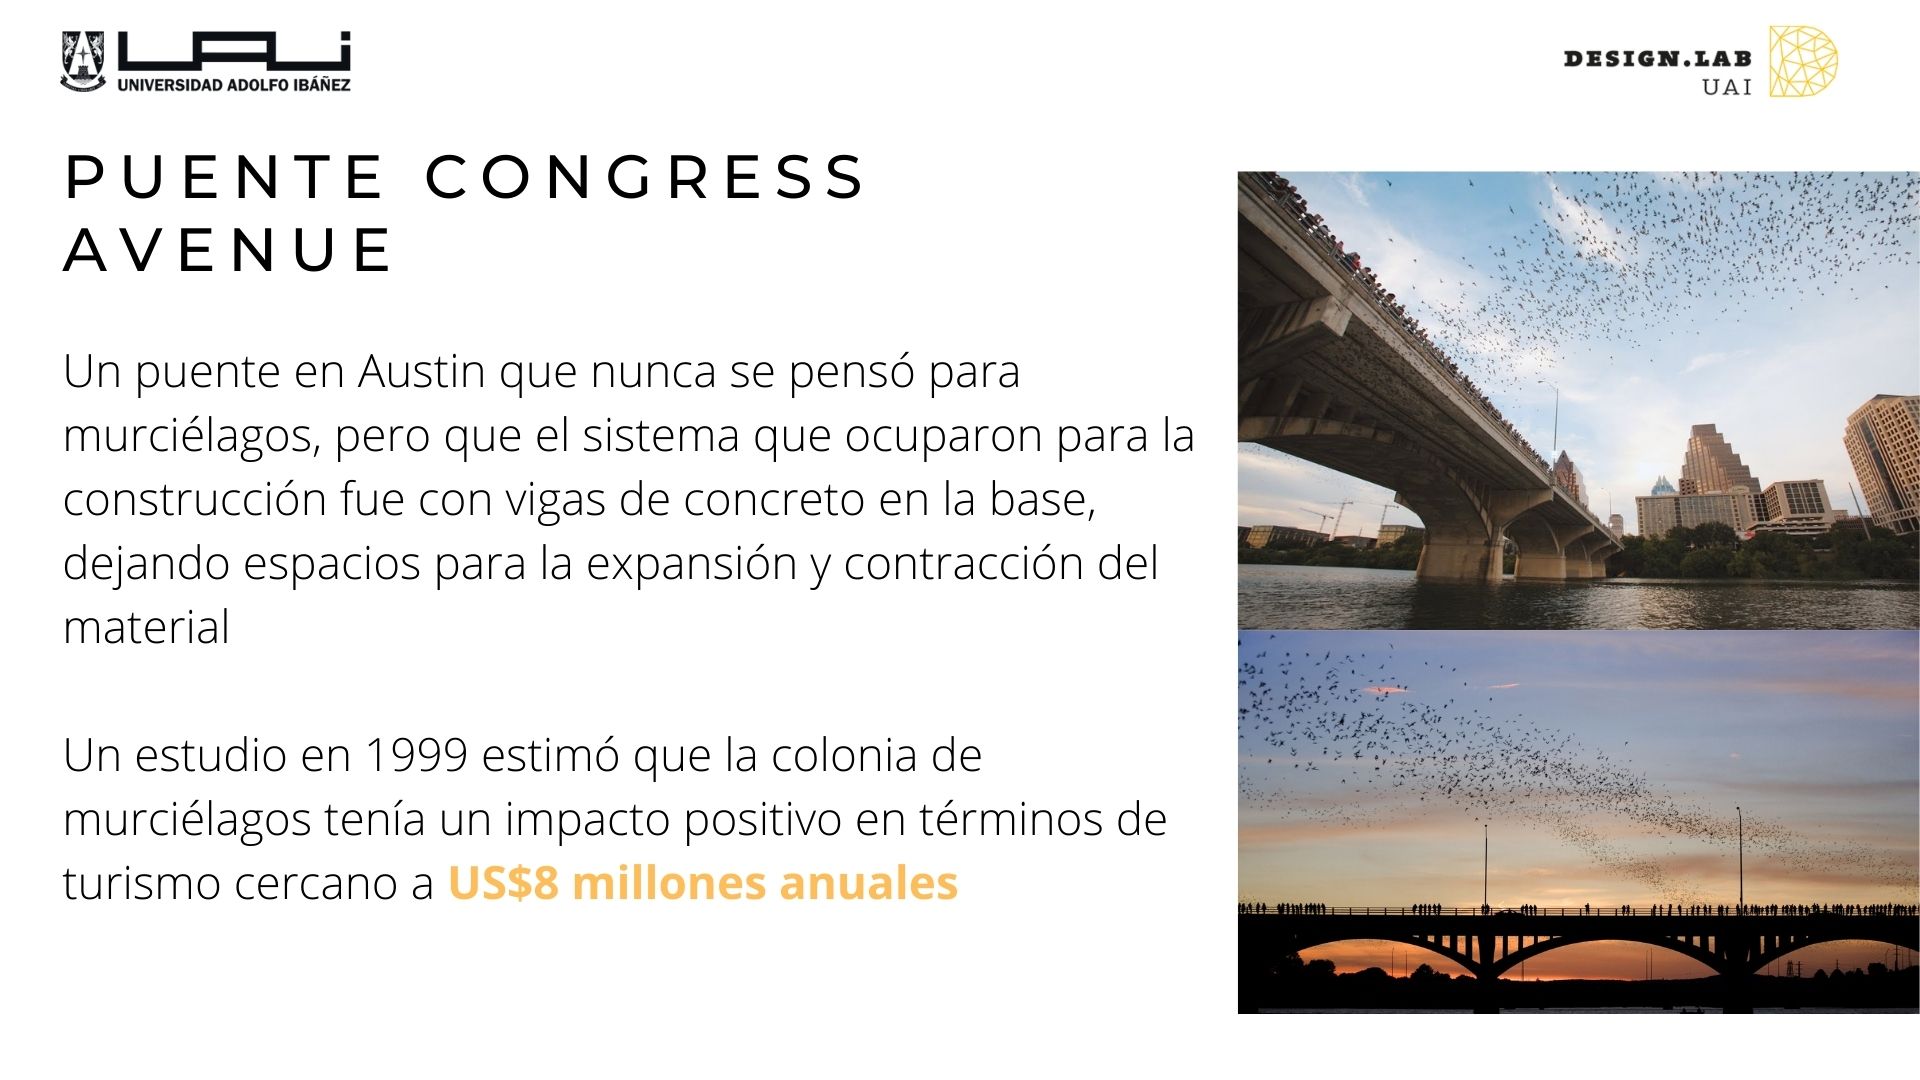 UAI
UNIVERSIDAD ADOLFO IBÁÑEZ
DESIGN.LAB
UAI
PUENTE CONGRESS
AVENUE
Un puente en Austin que nunca se pensó para
murciélagos, pero que el sistema que ocuparon para la
construcción fue con vigas de concreto en la base,
dejando espacios para la expansión y contracción del
material
Un estudio en 1999 estimó que la colonia de
murciélagos tenía un impacto positivo en términos de
turismo cercano a US$8 millones anuales